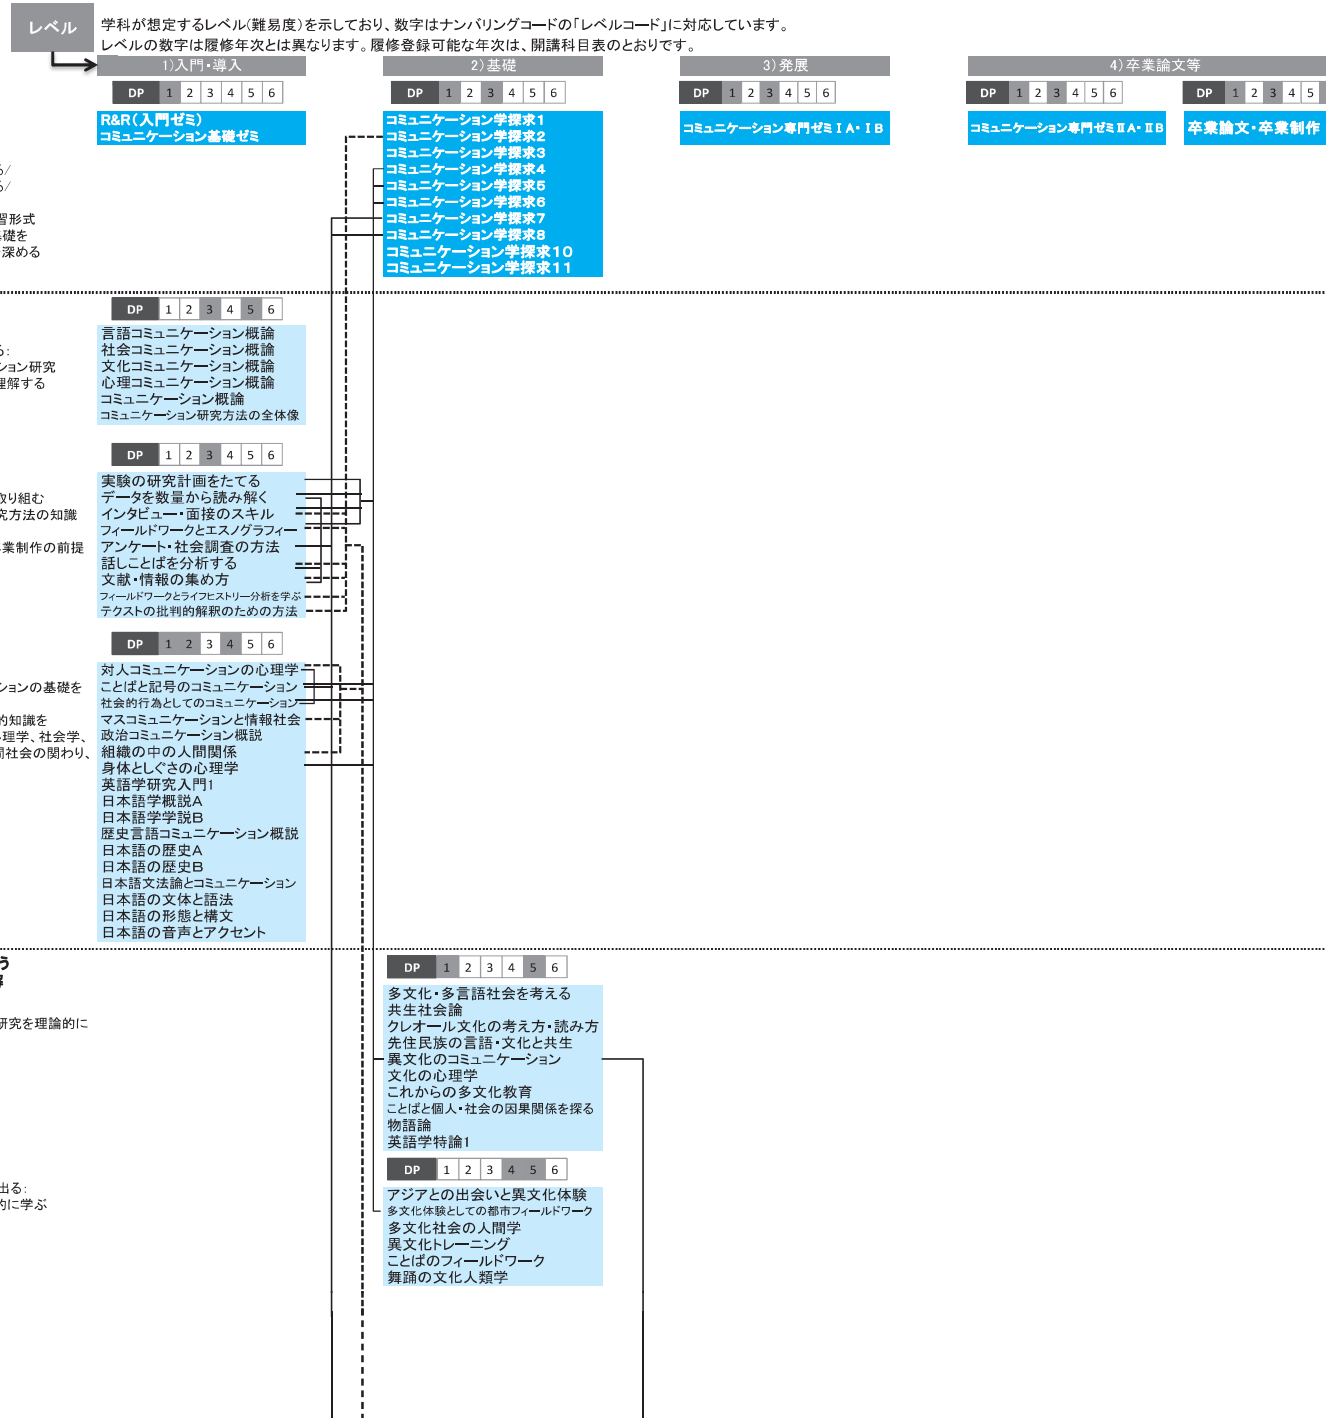 レベル
学科が想定するレベル(難易度)を示しており、数字はナンバリングコードの「レベルコード」に対応しています。
レベルの数字は履修年次とは異なります。履修登録可能な年次は、開講科目表のとおりです。
1)入門・導入
2)基礎
3)発展
4)卒業論文等
DP 1 2 3 4 5 6
DP 1 2 3 4 5 6
DP 1 2 3 4 5 6
DP 1 2 3 4 5 6
DP 1 2 3 4 5
R&R(入門ゼミ)
コミュニケーション基礎ゼミ
コミュニケーション学探求1
コミュニケーション学探求2
コミュニケーション学探求3
コミュニケーション学探求4
コミュニケーション学探求5
コミュニケーション学探求6
コミュニケーション学探求7
コミュニケーション学探求8
コミュニケーション学探求10
コミュニケーション学探求11
コミュニケーション専門ゼミⅠA・ⅠB
コミュニケーション専門ゼミⅡA・ⅡB
卒業論文・卒業制作
る/
る/
習形式
礎を
深める
DP 1 2 3 4 5 6
言語コミュニケーション概論
社会コミュニケーション概論
文化コミュニケーション概論
心理コミュニケーション概論
コミュニケーション概論
コミュニケーション研究方法の全体像
る:
ション研究
理解する
DP 1 2 3 4 5 6
実験の研究計画をたてる
データを数量から読み解く
インタビュー・面接のスキル
フィールドワークとエスノグラフィー
アンケート・社会調査の方法
話しことばを分析する
文献・情報の集め方
フィールドワークとライフヒストリー分析を学ぶ
テクストの批判的解釈のための方法
取り組む
究方法の知識
業制作の前提
DP 1 2 3 4 5 6
対人コミュニケーションの心理学
ことばと記号のコミュニケーション
社会的行為としてのコミュニケーション
マスコミュニケーションと情報社会
政治コミュニケーション概説
組織の中の人間関係
身体としぐさの心理学
英語学研究入門1
日本語学概説A
日本語学学説B
歴史言語コミュニケーション概説
日本語の歴史A
日本語の歴史B
日本語文法論とコミュニケーション
日本語の文体と語法
日本語の形態と構文
日本語の音声とアクセント
ションの基礎を
的知識を
理学、社会学、
間社会の関わり、
う
研究を理論的に
DP 1 2 3 4 5 6
多文化・多言語社会を考える
共生社会論
クレオール文化の考え方・読み方
先住民族の言語・文化と共生
異文化のコミュニケーション
文化の心理学
これからの多文化教育
ことばと個人・社会の因果関係を探る
物語論
英語学特論1
DP 1 2 3 4 5 6
アジアとの出会いと異文化体験
多文化体験としての都市フィールドワーク
多文化社会の人間学
異文化トレーニング
ことばのフィールドワーク
舞踊の文化人類学
出る:
的に学ぶ